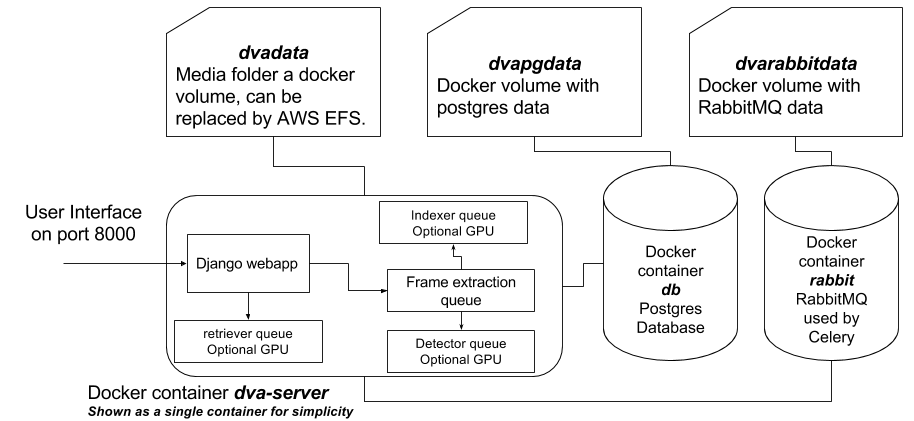 dvadata
Media folder a docker
volume, can be
replaced by AWS EFS.
dvapgdata
Docker volume with
postgres data
dvarabbitdata
Docker volume with
RabbitMQ data
User Interface
on port 8000
Django webapp
retriever queue
Optional GPU
Indexer queue
Optional GPU
Frame extraction
queue
Detector queue
Optional GPU
Docker
container
db
Postgres
Database
Docker
container
rabbit
RabbitMQ
used by
Celery
Docker container dva-server
Shown as a single container for simplicity